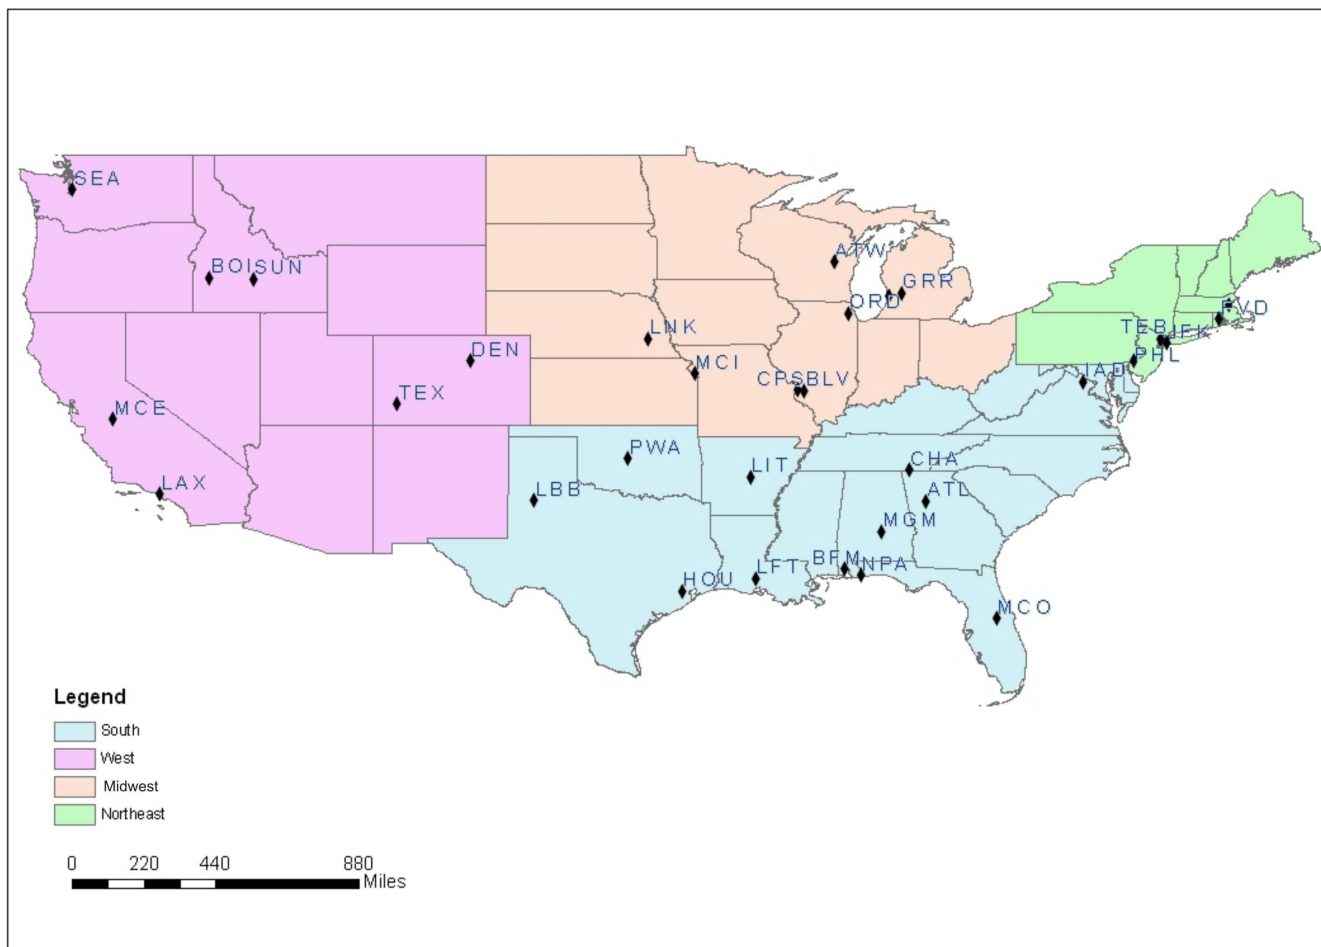 SEA
BOI SUN
ATW
GRR
ORD
PVD
LNK
TEB JFK
DEN
MCI
PHL
IAD
CPS BLV
TEX
MCE
PWA
CHA
LIT
LAX
LBB
ATL
MGM
BFM NPA
LFT
HOU
MCO
Legend
South
West
Midwest
Northeast
0 220 440 880
Miles